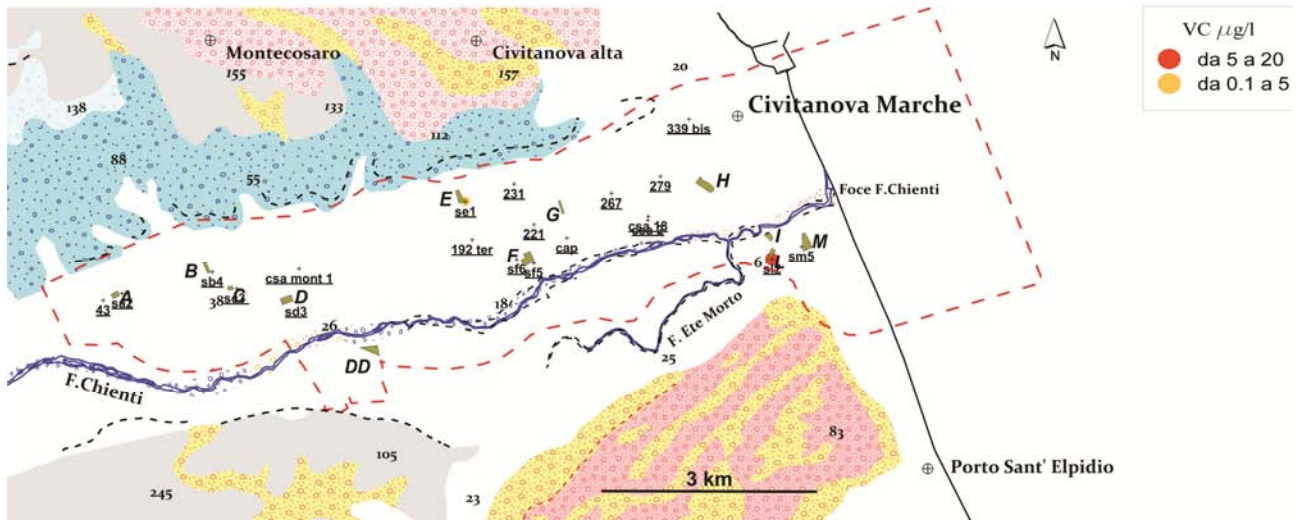 VC µg/l
da 5 a 20
da 0.1 a 5
N
Montecosaro
Civitanova alta
155
157
20
138
133
Civitanova Marche
112
339 bis
88
55
279
H
E
231
267
Foce F.Chienti
se1
G
csa 18
221
I
M
192 ter
cap
F
sm5
B
csa mont 1
sf6
sf5
6
L
sb4
A
38
D
43
18
F. Ete Morto
sd3
26
DD
25
F.Chienti
83
105
3 km
Porto Sant' Elpidio
245
23